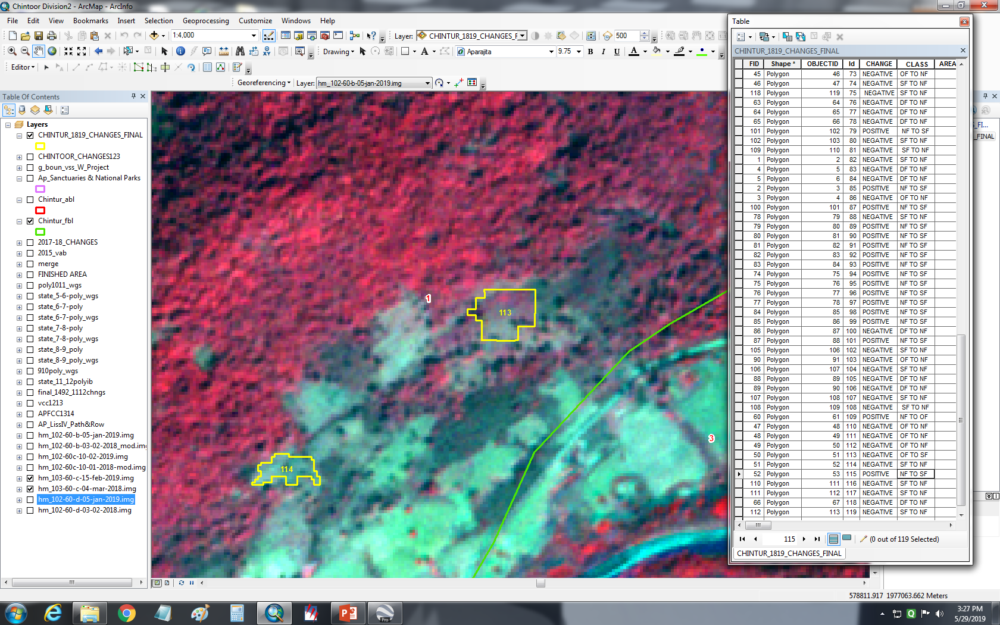 Chintoor Division2 - ArcMap - ArcInfo
File Edit View Bookmarks Insert Selection Geoprocessing Customize Windows Help
1:4,000
Layer: CHINTUR_1819_CHANGES_F 500
Drawing Aparajita 9.75 B I U A
Editor
Georeferencing Layer: hm_102-60-b-05-jan-2019.img
Table Of Contents
Layers
CHINTUR_1819_CHANGES_FINAL
CHINTOOR_CHANGES123
g_boun_vss_W_Project
Ap_Sanctuaries & National Parks
Chintur_abl
Chintur_fbl
2017-18_CHANGES
2015_vab
merge
FINISHED AREA
poly1011_wgs
state_5-6-poly_wgs
state_6-7-poly
state_6-7-poly_wgs
state_7-8-poly
state_7-8-poly_wgs
state_8-9_poly
state_8-9_poly_wgs
910poly_wgs
state_11_12polyib
final_1492_1112chngs
vcc1213
APFCC1314
AP_LissIV_Path&Row
hm_102-60-b-05-jan-2019.img
hm_102-60-b-03-02-2018_mod.img
hm_102-60c-10-02-2019.img
hm_102-60c-10-01-2018-mod.img
hm_103-60-c-15-feb-2019.img
hm_103-60-c-04-mar-2018.img
hm_102-60-d-05-jan-2019.img
hm_102-60-d-03-02-2018.img
1
113
114
3
Table
CHINTUR_1819_CHANGES_FINAL
FID Shape * OBJECTID Id CHANGE CLASS AREA
45 Polygon 46 73 NEGATIVE OF TO NF
46 Polygon 47 74 NEGATIVE SF TO NF
118 Polygon 119 75 NEGATIVE SF TO NF
63 Polygon 64 76 NEGATIVE DF TO NF
64 Polygon 65 77 NEGATIVE DF TO NF
65 Polygon 66 78 NEGATIVE DF TO NF
101 Polygon 102 79 POSITIVE NF TO SF
102 Polygon 103 80 NEGATIVE SF TO NF
109 Polygon 110 81 NEGATIVE SF TO NF
1 Polygon 2 82 NEGATIVE SF TO NF
4 Polygon 5 83 NEGATIVE DF TO NF
5 Polygon 6 84 NEGATIVE DF TO NF
2 Polygon 3 85 POSITIVE NF TO SF
3 Polygon 4 86 NEGATIVE OF TO NF
100 Polygon 101 87 POSITIVE NF TO SF
78 Polygon 79 88 NEGATIVE SF TO NF
79 Polygon 80 89 POSITIVE NF TO SF
80 Polygon 81 90 POSITIVE NF TO SF
81 Polygon 82 91 POSITIVE NF TO SF
82 Polygon 83 92 POSITIVE NF TO SF
83 Polygon 84 93 POSITIVE NF TO SF
74 Polygon 75 94 POSITIVE NF TO SF
75 Polygon 76 95 POSITIVE NF TO SF
76 Polygon 77 96 POSITIVE NF TO SF
77 Polygon 78 97 POSITIVE NF TO SF
84 Polygon 85 98 POSITIVE NF TO SF
85 Polygon 86 99 POSITIVE NF TO SF
86 Polygon 87 100 NEGATIVE DF TO NF
87 Polygon 88 101 POSITIVE NF TO SF
105 Polygon 106 102 NEGATIVE SF TO NF
90 Polygon 91 103 NEGATIVE OF TO NF
106 Polygon 107 104 NEGATIVE SF TO NF
88 Polygon 89 105 NEGATIVE DF TO NF
89 Polygon 90 106 NEGATIVE DF TO NF
107 Polygon 108 107 NEGATIVE SF TO NF
108 Polygon 109 108 NEGATIVE SF TO NF
60 Polygon 61 109 POSITIVE NF TO OF
47 Polygon 48 110 NEGATIVE OF TO NF
48 Polygon 49 111 NEGATIVE OF TO NF
49 Polygon 50 112 NEGATIVE OF TO NF
50 Polygon 51 113 NEGATIVE OF TO SF
51 Polygon 52 114 NEGATIVE SF TO NF
52 Polygon 53 115 POSITIVE NF TO SF
110 Polygon 111 116 NEGATIVE SF TO NF
111 Polygon 112 117 NEGATIVE SF TO NF
66 Polygon 67 118 NEGATIVE DF TO NF
112 Polygon 113 119 NEGATIVE SF TO NF
115 (0 out of 119 Selected)
CHINTUR_1819_CHANGES_FINAL
_FINAL
578811.917 1977063.662 Meters
Pro
3:27 PM
5/29/2019